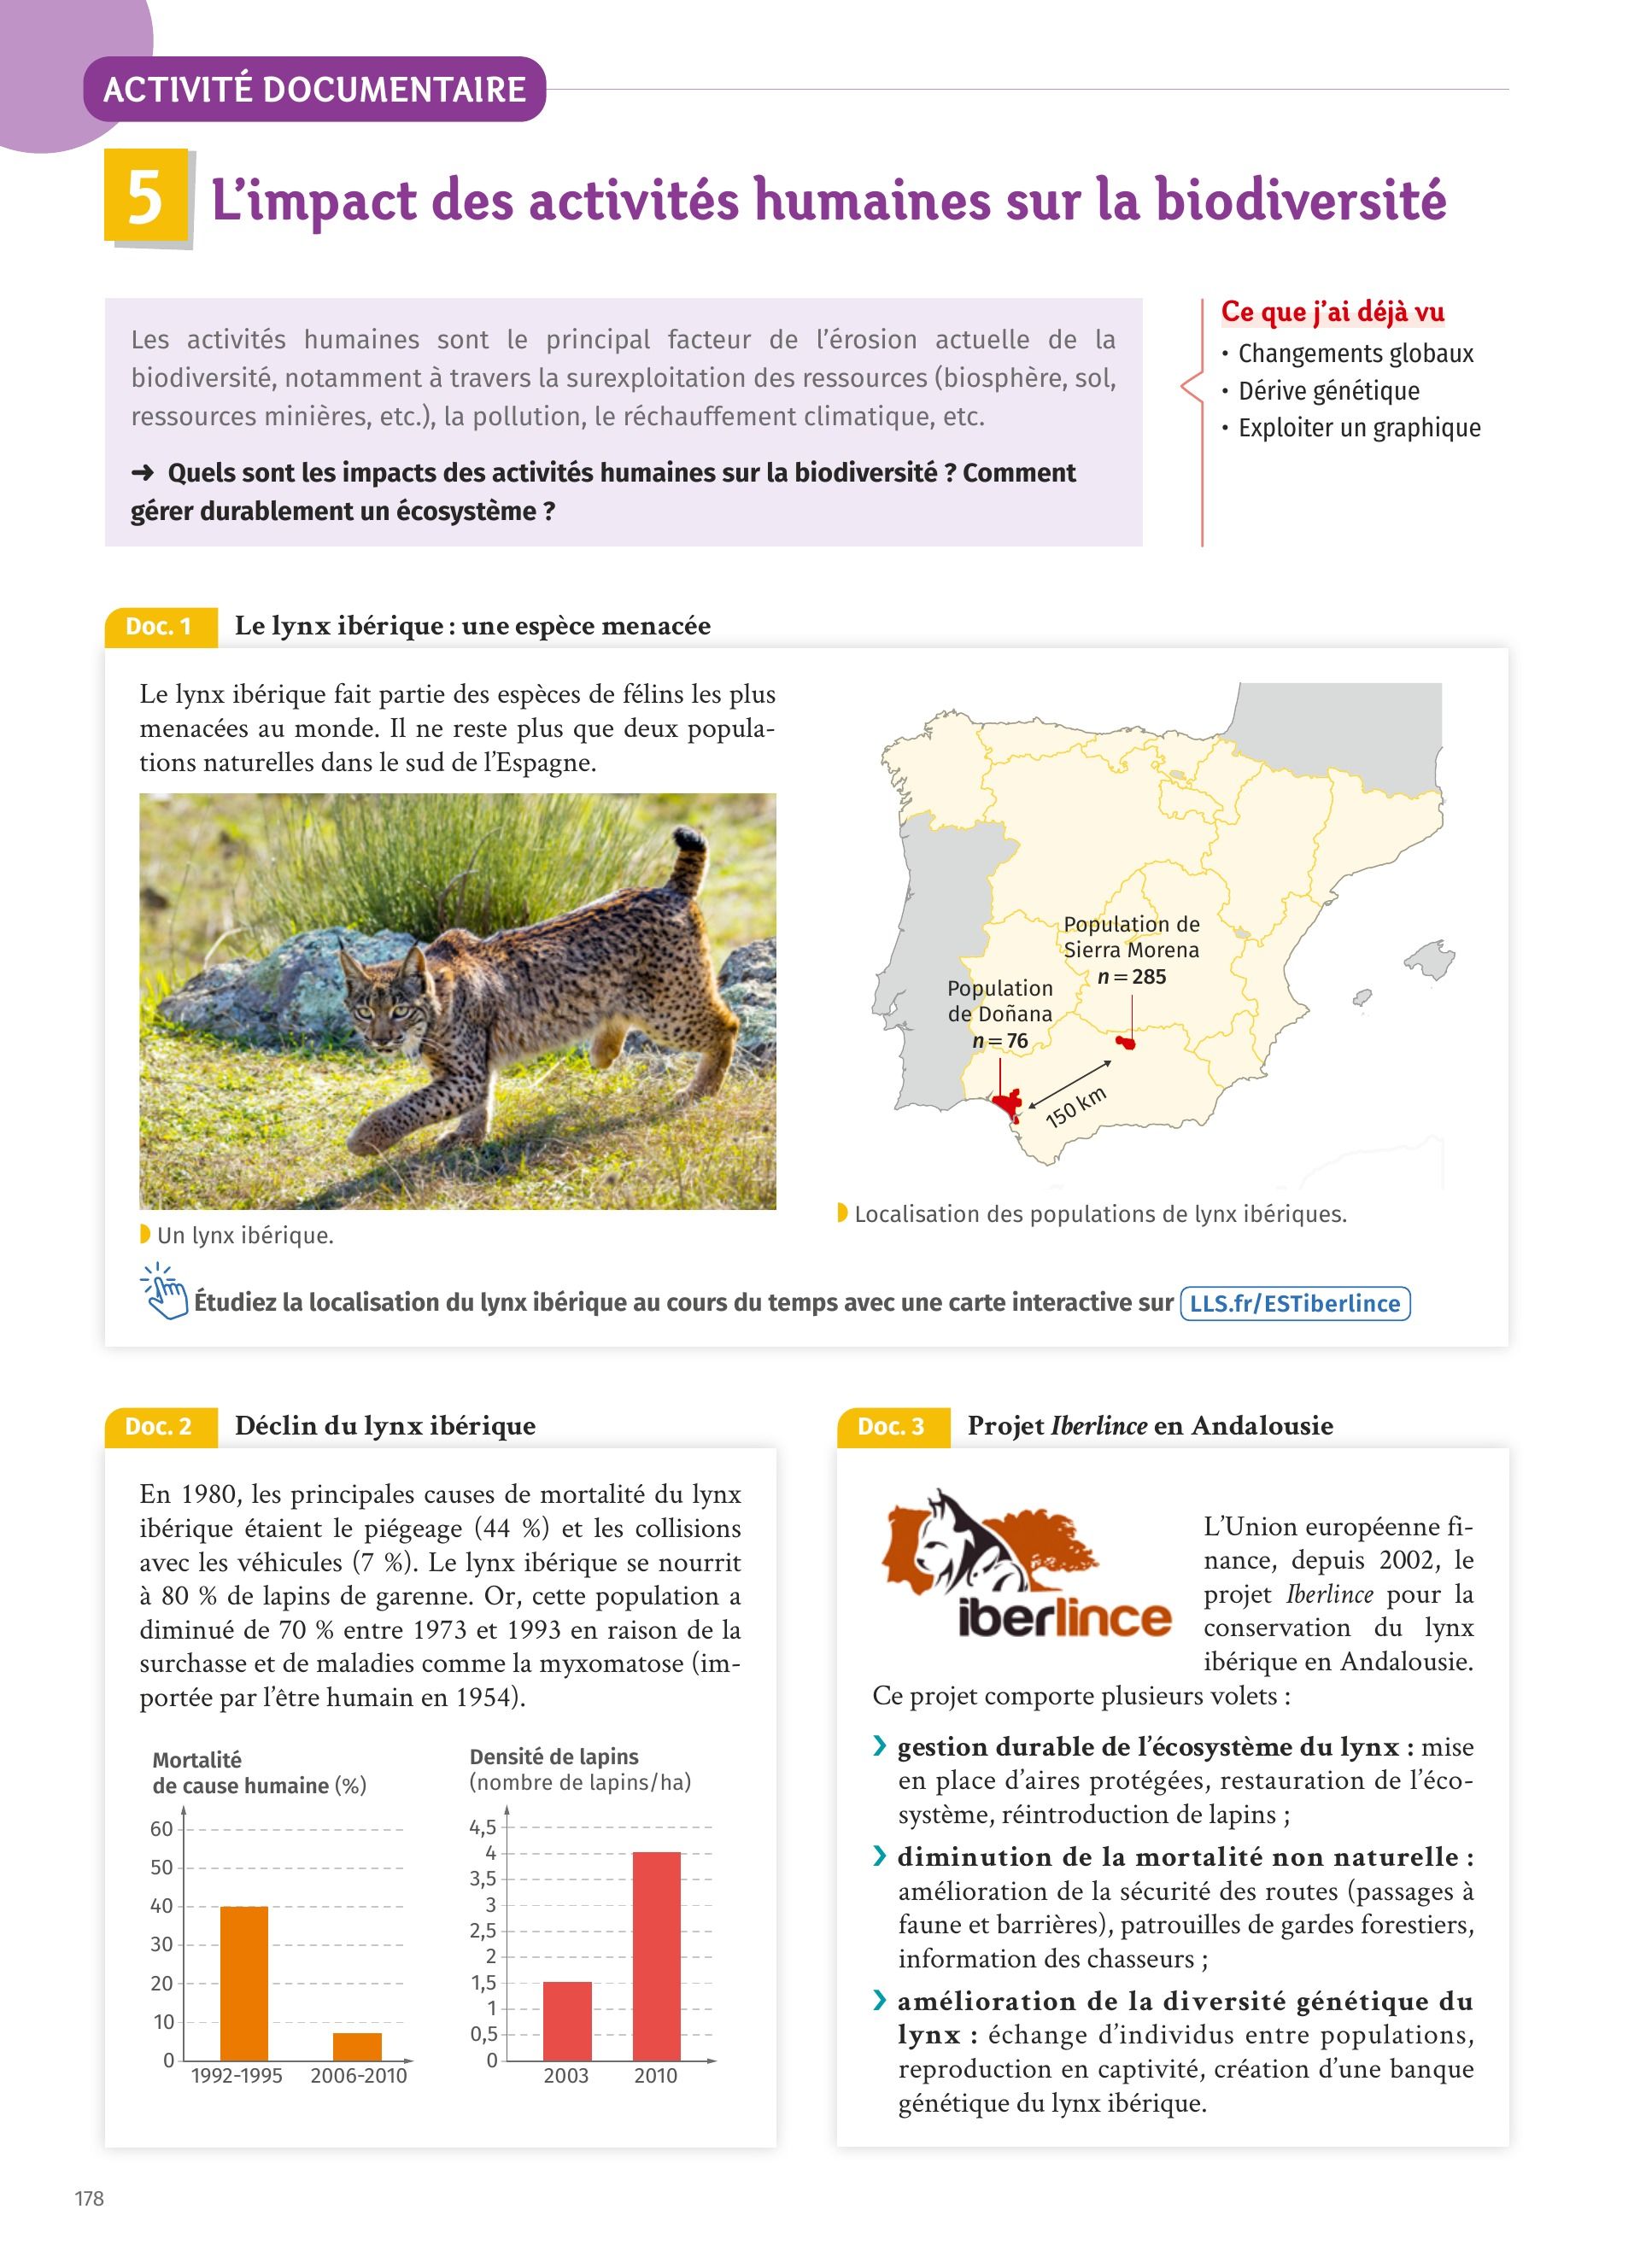 ACTIVITÉ DOCUMENTAIRE
5 L’impact des activités humaines sur la biodiversité
Les activités humaines sont le principal facteur de l’érosion actuelle de la
biodiversité, notamment à travers la surexploitation des ressources (biosphère, sol,
ressources minières, etc.), la pollution, le réchauffement climatique, etc.
➜ Quels sont les impacts des activités humaines sur la biodiversité ? Comment
gérer durablement un écosystème ?
Ce que j’ai déjà vu
• Changements globaux
• Dérive génétique
• Exploiter un graphique
Doc. 1 Le lynx ibérique : une espèce menacée
Le lynx ibérique fait partie des espèces de félins les plus
menacées au monde. Il ne reste plus que deux popula-
tions naturelles dans le sud de l’Espagne.
Un lynx ibérique.
Population de
Sierra Morena
n = 285
Population
de Doñana
n = 76
150 km
Localisation des populations de lynx ibériques.
Étudiez la localisation du lynx ibérique au cours du temps avec une carte interactive sur LLS.fr/ESTiberlince
Doc. 2 Déclin du lynx ibérique
En 1980, les principales causes de mortalité du lynx
ibérique étaient le piégeage (44 %) et les collisions
avec les véhicules (7 %). Le lynx ibérique se nourrit
à 80 % de lapins de garenne. Or, cette population a
diminué de 70 % entre 1973 et 1993 en raison de la
surchasse et de maladies comme la myxomatose (im-
portée par l’être humain en 1954).
Mortalité
de cause humaine (%)
60
50
40
30
20
10
0
1992-1995 2006-2010
Densité de lapins
(nombre de lapins/ha)
4,5
4
3,5
3
2,5
2
1,5
1
0,5
0
2003 2010
Doc. 3 Projet Iberlince en Andalousie
iberlince
L’Union européenne fi-
nance, depuis 2002, le
projet Iberlince pour la
conservation du lynx
ibérique en Andalousie.
Ce projet comporte plusieurs volets :
❯ gestion durable de l’écosystème du lynx : mise
en place d’aires protégées, restauration de l’éco-
système, réintroduction de lapins ;
❯ diminution de la mortalité non naturelle :
amélioration de la sécurité des routes (passages à
faune et barrières), patrouilles de gardes forestiers,
information des chasseurs ;
❯ amélioration de la diversité génétique du
lynx : échange d’individus entre populations,
reproduction en captivité, création d’une banque
génétique du lynx ibérique.
178